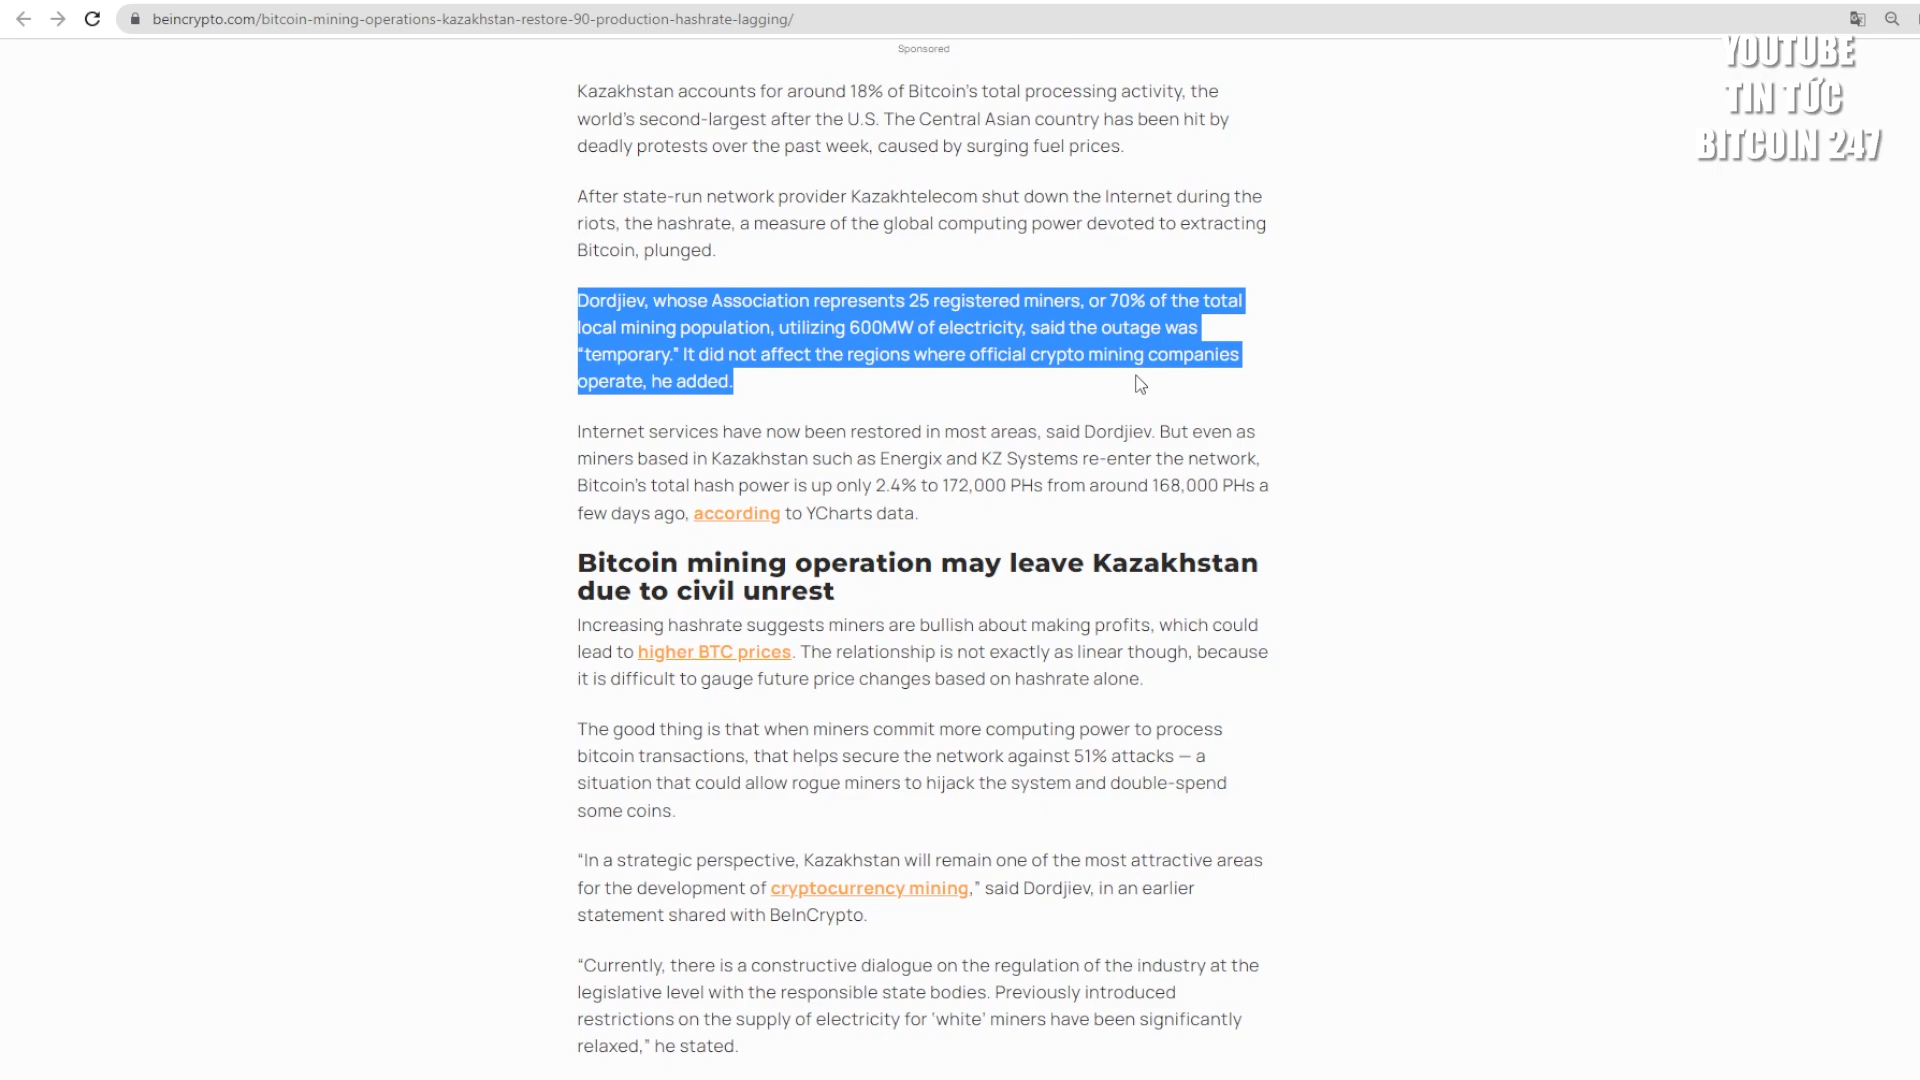 beincrypto.com/bitcoin-mining-operations-kazakhstan-restore-90-production-hashrate-lagging/
Sponsored
YOUTUBE
TIN TỨC
BITCOIN 247
Kazakhstan accounts for around 18% of Bitcoin's total processing activity, the
world's second-largest after the U.S. The Central Asian country has been hit by
deadly protests over the past week, caused by surging fuel prices.
After state-run network provider Kazakhtelecom shut down the Internet during the
riots, the hashrate, a measure of the global computing power devoted to extracting
Bitcoin, plunged.
Dordjiev, whose Association represents 25 registered miners, or 70% of the total
local mining population, utilizing 600MW of electricity, said the outage was
“temporary.” It did not affect the regions where official crypto mining companies
operate, he added.
Internet services have now been restored in most areas, said Dordjiev. But even as
miners based in Kazakhstan such as Energix and KZ Systems re-enter the network,
Bitcoin's total hash power is up only 2.4% to 172,000 PHs from around 168,000 PHs a
few days ago, according to YCharts data.
Bitcoin mining operation may leave Kazakhstan
due to civil unrest
Increasing hashrate suggests miners are bullish about making profits, which could
lead to higher BTC prices. The relationship is not exactly as linear though, because
it is difficult to gauge future price changes based on hashrate alone.
The good thing is that when miners commit more computing power to process
bitcoin transactions, that helps secure the network against 51% attacks — a
situation that could allow rogue miners to hijack the system and double-spend
some coins.
“In a strategic perspective, Kazakhstan will remain one of the most attractive areas
for the development of cryptocurrency mining,” said Dordjiev, in an earlier
statement shared with BeInCrypto.
“Currently, there is a constructive dialogue on the regulation of the industry at the
legislative level with the responsible state bodies. Previously introduced
restrictions on the supply of electricity for ‘white’ miners have been significantly
relaxed,” he stated.